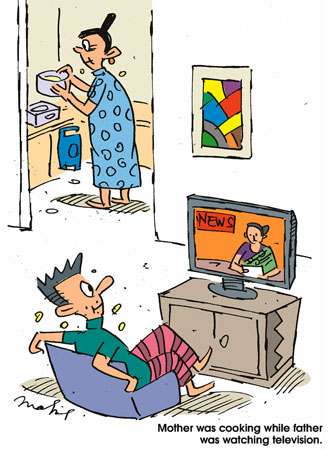 NEWS
Mother was cooking while father
was watching television.